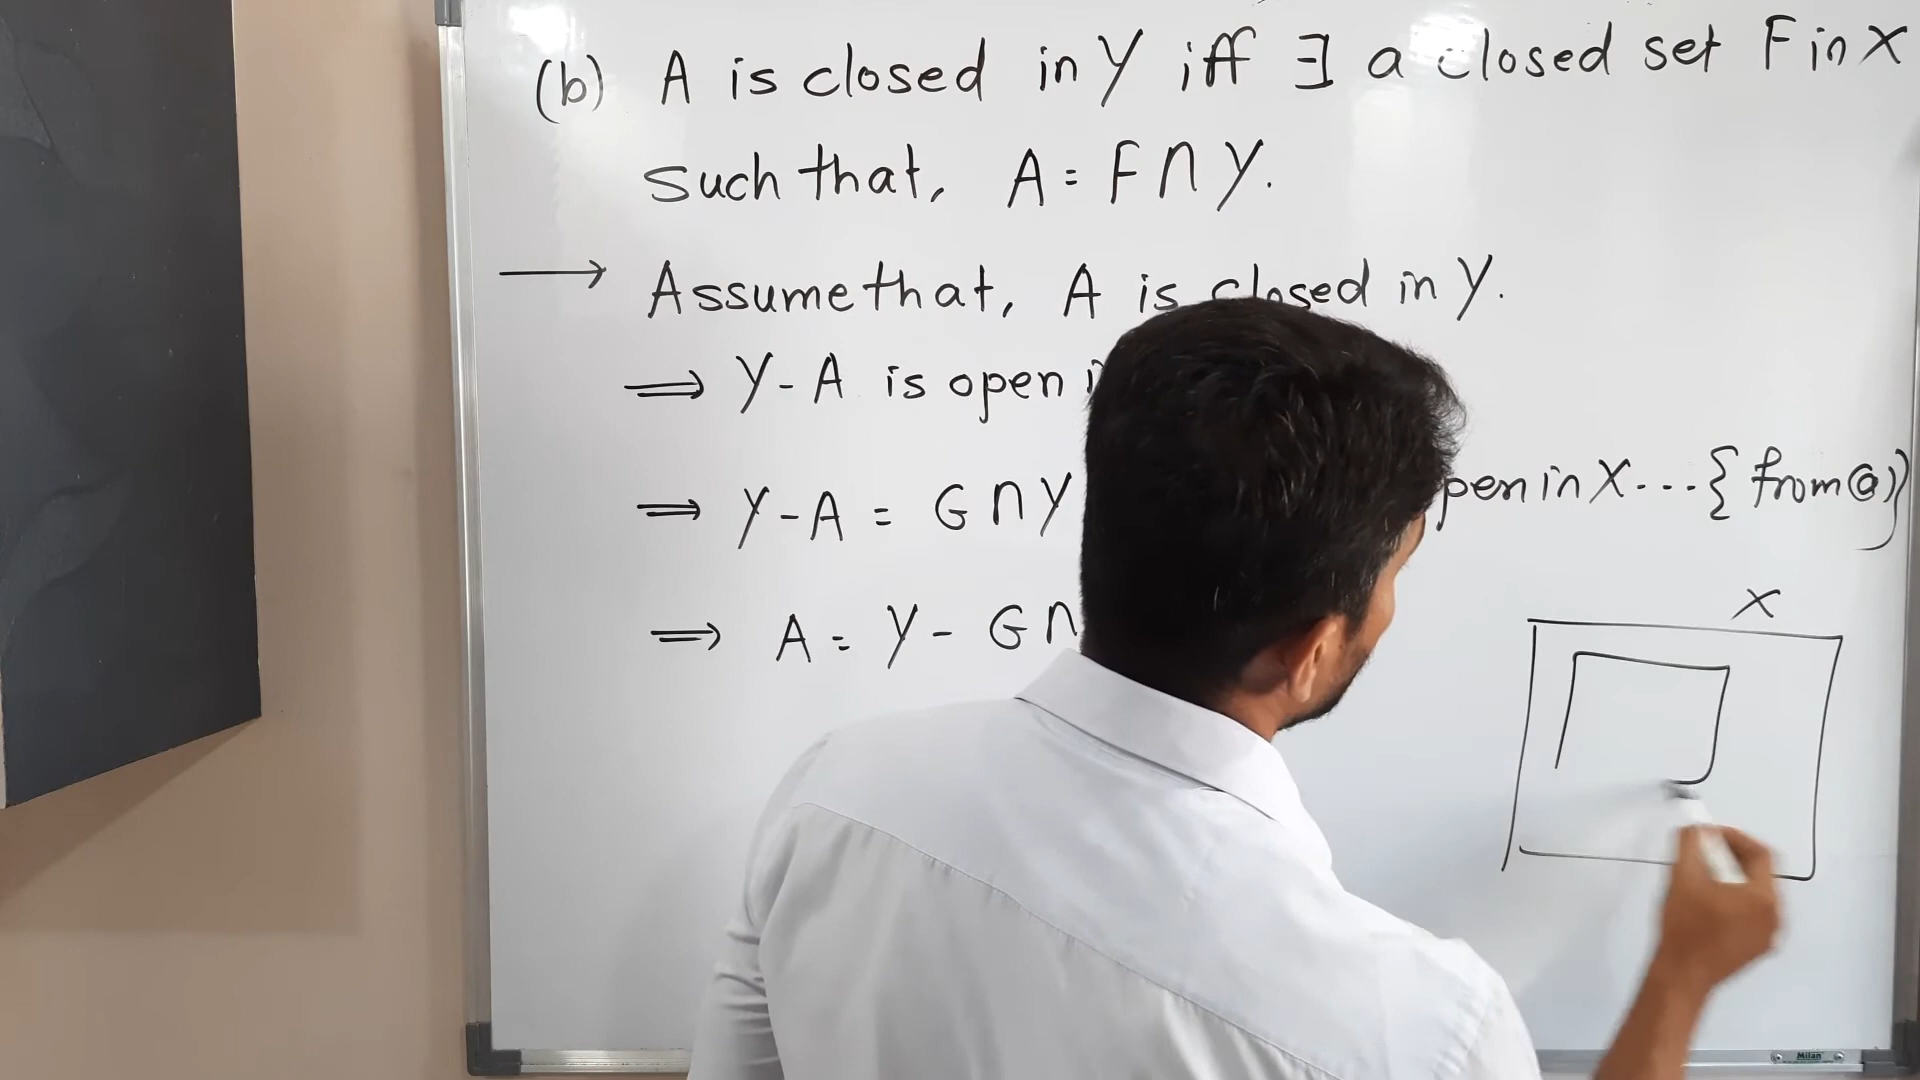 (b) A is closed in Y iff ∃ a closed set F in X
such that, A = F ∩ Y.
→ Assume that, A is closed in Y.
⇒ Y - A is open
⇒ Y - A = G ∩ Y pen in X...{from ⓐ}
⇒ A = Y - G ∩
X
Milan